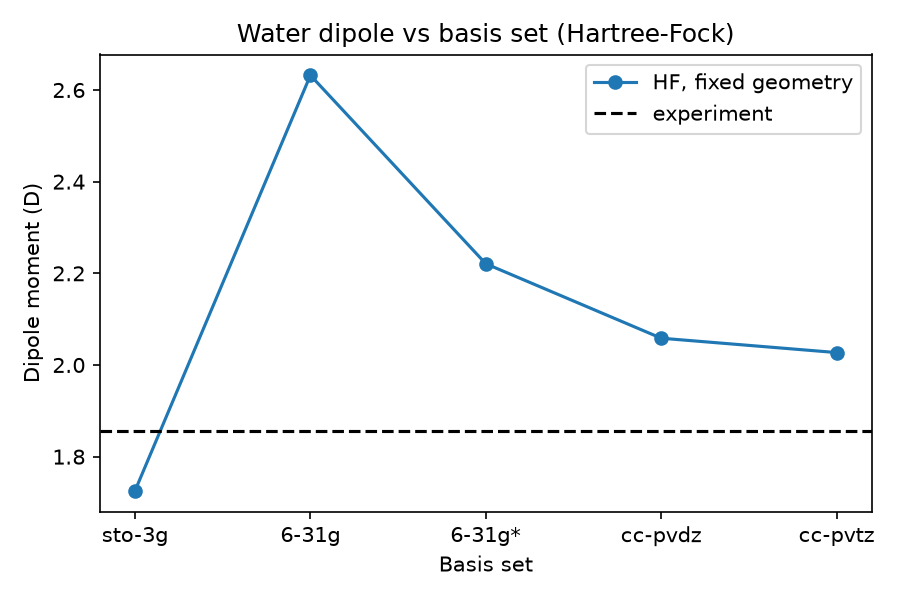 Water dipole vs basis set (Hartree-Fock)
HF, fixed geometry
experiment
Dipole moment (D)
2.6
2.4
2.2
2.0
1.8
sto-3g 6-31g 6-31g* cc-pvdz cc-pvtz
Basis set